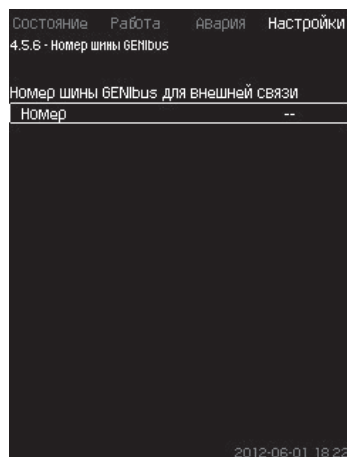 Состояние Работа Авария Настройки
4.5.6 - Номер шины GENIbus
Номер шины GENIbus для внешней связи
Номер --
2012-06-01 18:22